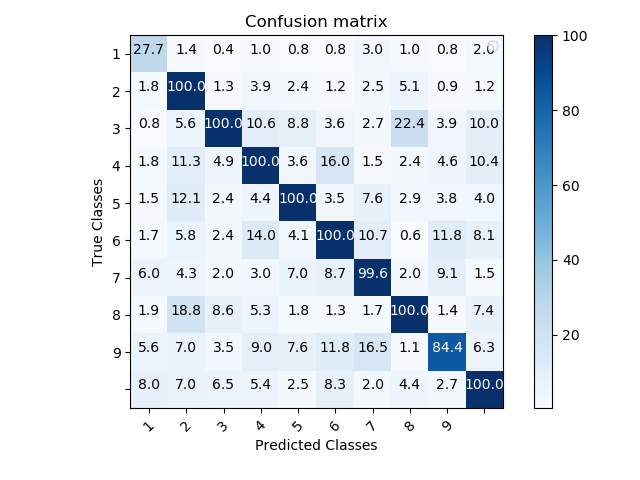 Confusion matrix
1 27.7 1.4 0.4 1.0 0.8 0.8 3.0 1.0 0.8 2.0
2 1.8 100.0 1.3 3.9 2.4 1.2 2.5 5.1 0.9 1.2
3 0.8 5.6 100.0 10.6 8.8 3.6 2.7 22.4 3.9 10.0
4 1.8 11.3 4.9 100.0 3.6 16.0 1.5 2.4 4.6 10.4
5 1.5 12.1 2.4 4.4 100.0 3.5 7.6 2.9 3.8 4.0
6 1.7 5.8 2.4 14.0 4.1 100.0 10.7 0.6 11.8 8.1
7 6.0 4.3 2.0 3.0 7.0 8.7 99.6 2.0 9.1 1.5
8 1.9 18.8 8.6 5.3 1.8 1.3 1.7 100.0 1.4 7.4
9 5.6 7.0 3.5 9.0 7.6 11.8 16.5 1.1 84.4 6.3
8.0 7.0 6.5 5.4 2.5 8.3 2.0 4.4 2.7 100.0
1 2 3 4 5 6 7 8 9
Predicted Classes
True Classes
100
80
60
40
20